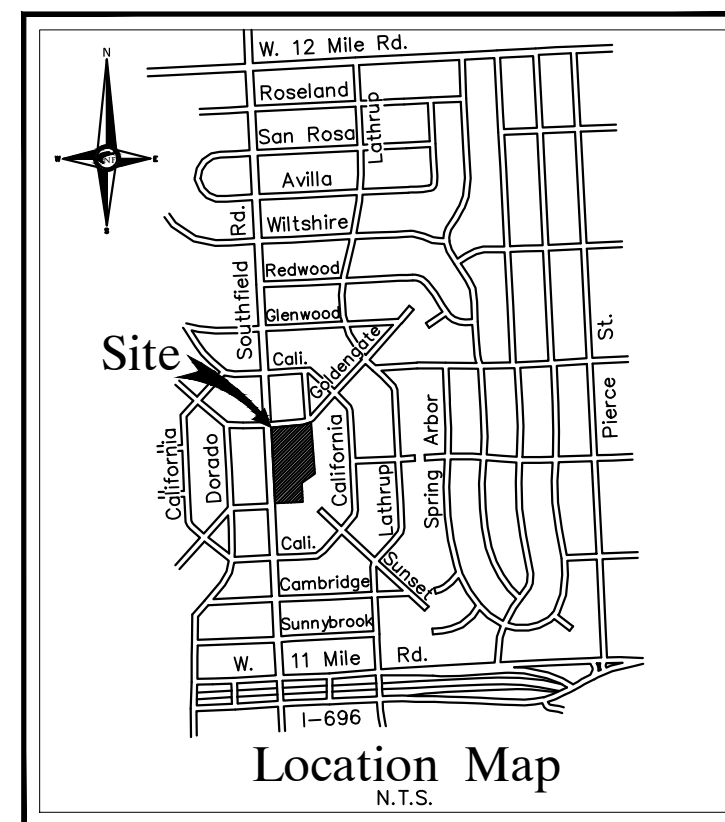 W. 12 Mile Rd.
N
Roseland
Lathrup
San Rosa
W
NF
E
Avilla
S
Rd.
Wiltshire
Southfield
Redwood
Glenwood
St.
Site
Cali.
Goldengate
Pierce
California
Dorado
California
Lathrup
Spring Arbor
Cali.
Sunset
Cambridge
Sunnybrook
W. 11 Mile Rd.
I-696
Location Map
N.T.S.